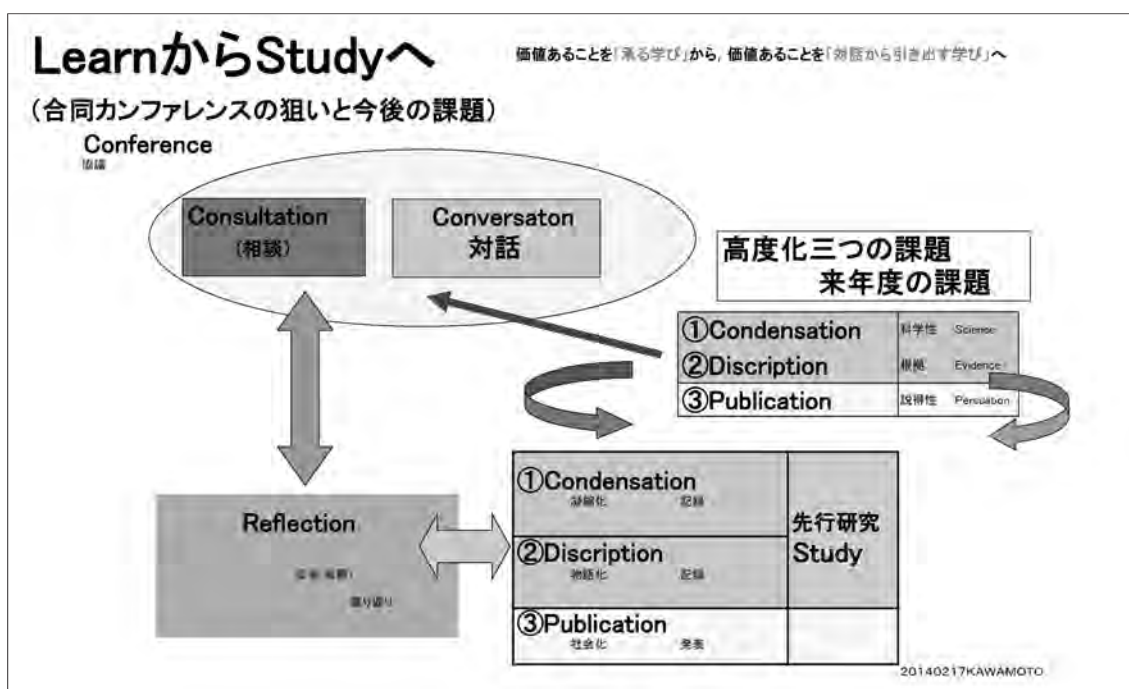 LearnからStudyへ
価値あることを「承る学び」から, 価値あることを「対話から引き出す学び」へ
(合同カンファレンスの狙いと今後の課題)
Conference
協議
Consultation
(相談)
Conversaton
対話
高度化三つの課題
来年度の課題
①Condensation 科学性 Science
②Discription 根拠 Evidence
③Publication 説得性 Persuation
①Condensation
凝縮化 記録
②Discription
物語化 記録
③Publication
社会化 発表
先行研究
Study
Reflection
振り返り
20140217KAWAMOTO